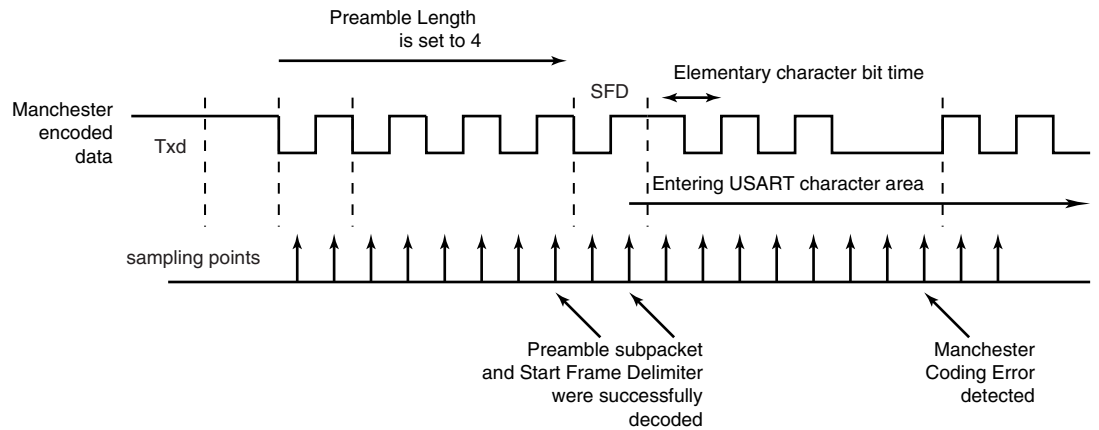 Preamble Length
is set to 4
Elementary character bit time
SFD
Manchester
encoded
data
Txd
Entering USART character area
sampling points
Preamble subpacket
and Start Frame Delimiter
were successfully
decoded
Manchester
Coding Error
detected